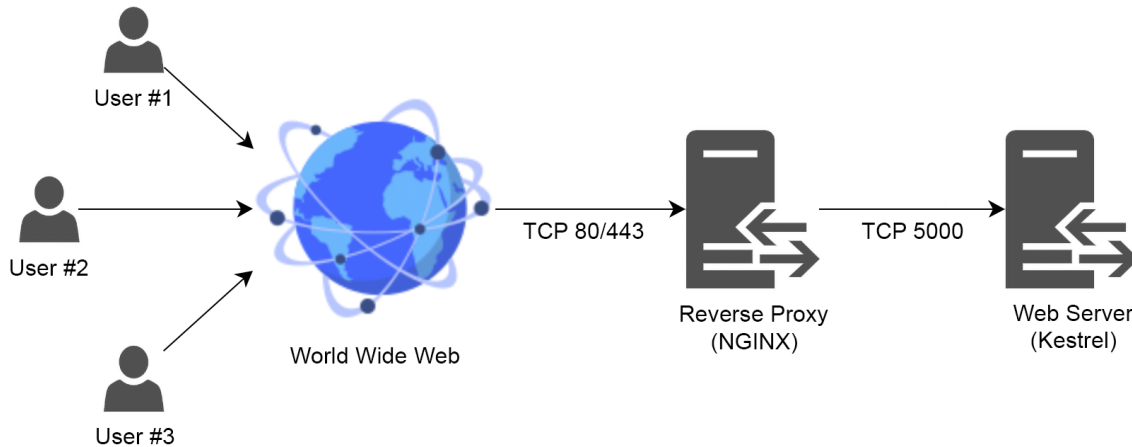 User #1
User #2
User #3
World Wide Web
TCP 80/443
Reverse Proxy
(NGINX)
TCP 5000
Web Server
(Kestrel)